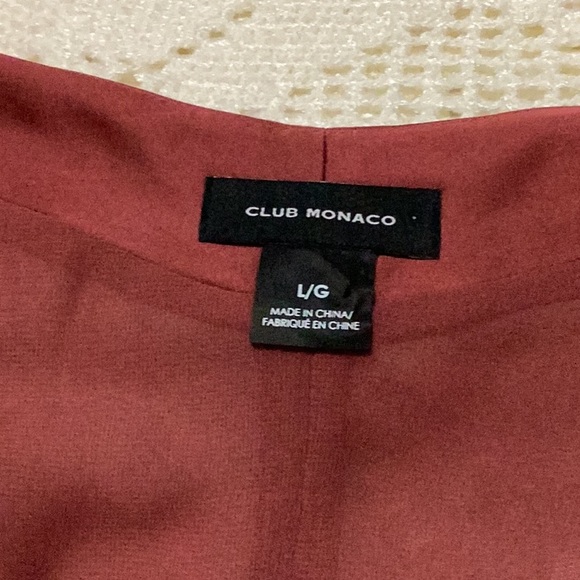 CLUB MONACO
L/G
MADE IN CHINA/
FABRIQUÉ EN CHINE